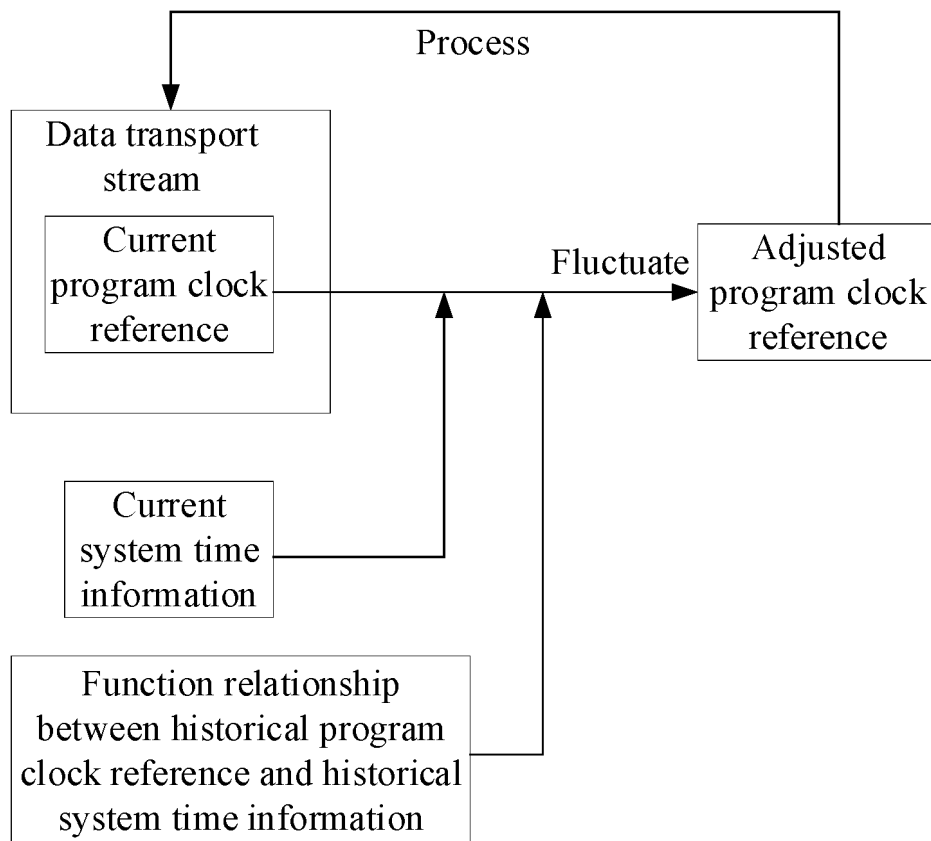 Process
Data transport
stream
Current
program clock
reference
Fluctuate
Adjusted
program clock
reference
Current
system time
information
Function relationship
between historical program
clock reference and historical
system time information